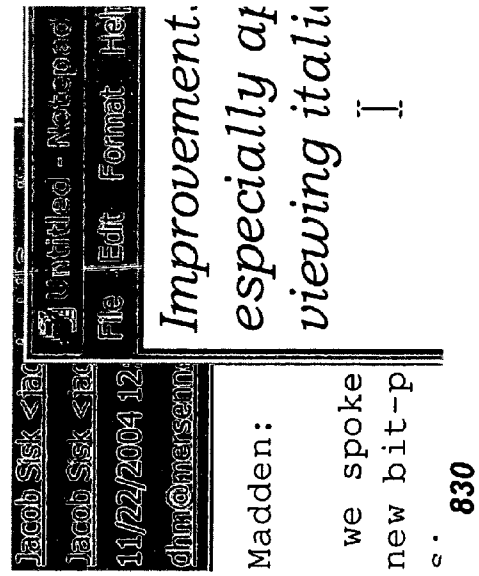 Jacob Sisk <jac
Jacob Sisk <jac
11/22/2004 12:
dhm@mersenn
Untitled - Notepad
File Edit Format Help
Improvement.
especially ap
viewing itali
Madden:
we spoke
new bit-p
830